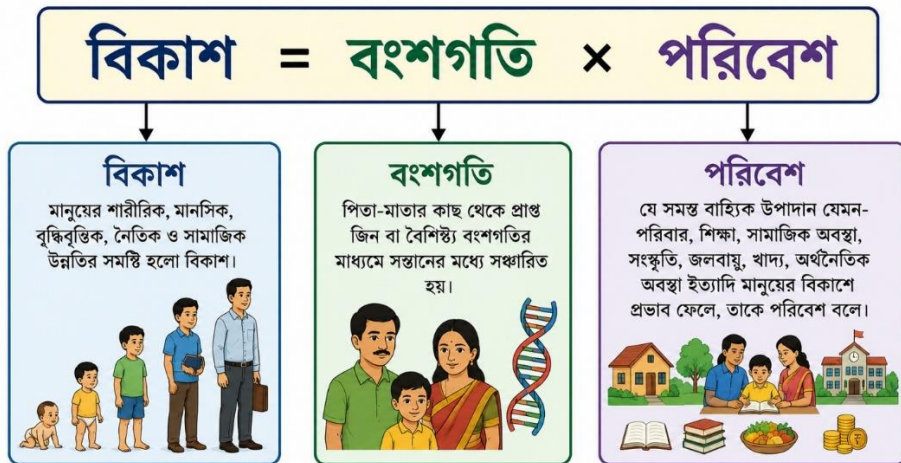 বিকাশ = বংশগতি × পরিবেশ
বিকাশ
মানুষের শারীরিক, মানসিক,
বুদ্ধিবৃত্তিক, নৈতিক ও সামাজিক
উন্নতির সমষ্টি হলো বিকাশ।
বংশগতি
পিতা-মাতার কাছ থেকে প্রাপ্ত
জিন বা বৈশিষ্ট্য বংশগতির
মাধ্যমে সন্তানের মধ্যে সঞ্চারিত
হয়।
পরিবেশ
যে সমস্ত বাহ্যিক উপাদান যেমন-
পরিবার, শিক্ষা, সামাজিক অবস্থা,
সংস্কৃতি, জলবায়ু, খাদ্য, অর্থনৈতিক
অবস্থা ইত্যাদি মানুষের বিকাশে
প্রভাব ফেলে, তাকে পরিবেশ বলে।
₹